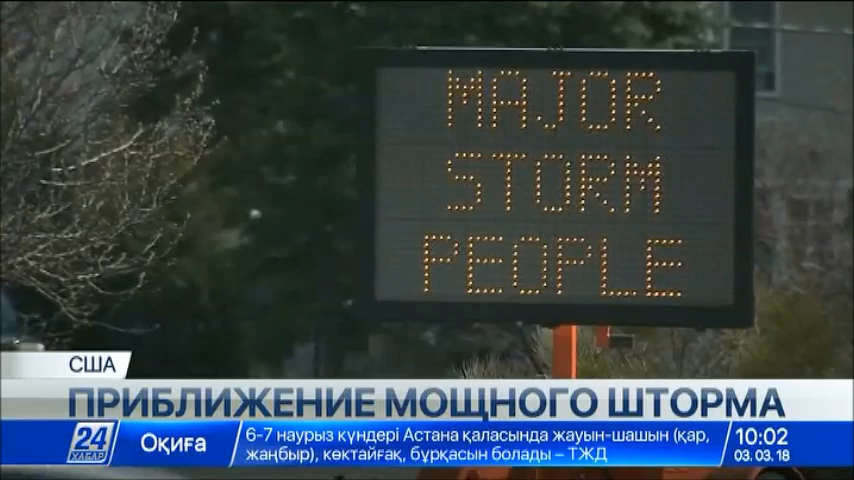 MAJOR
STORM
PEOPLE
США
ПРИБЛИЖЕНИЕ МОЩНОГО ШТОРМА
24
ХАБАР
Оқиға
6-7 наурыз күндері Астана қаласында жауын-шашын (қар,
жаңбыр), көктайғақ, бұрқасын болады – ТЖД
10:02
03.03.18